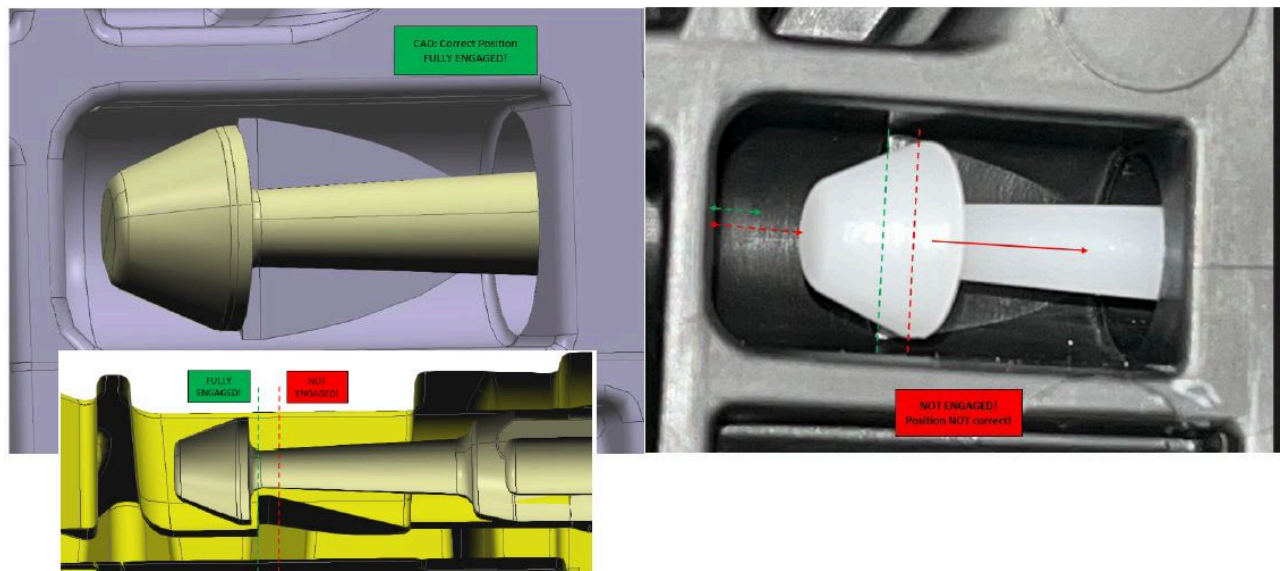 CAD: Correct Position
FULLY ENGAGED!
FULLY
ENGAGED!
NOT
ENGAGED!
NOT ENGAGED!
Position NOT correct!